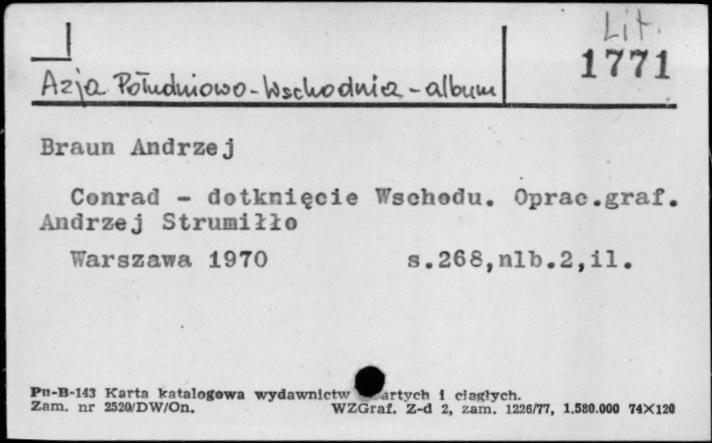 Lit.
1771
Azja Południowo-Wschodnia - album
Braun Andrzej
Conrad - dotknięcie Wschodu. Oprac.graf.
Andrzej Strumiłło
Warszawa 1970 s.268,nlb.2,il.
Pu-B-143 Karta katalogowa wydawnictw artych i ciągłych.
Zam. nr 2520/DW/On. WZGraf. Z-d 2, zam. 1226/77, 1.580.000 74X120